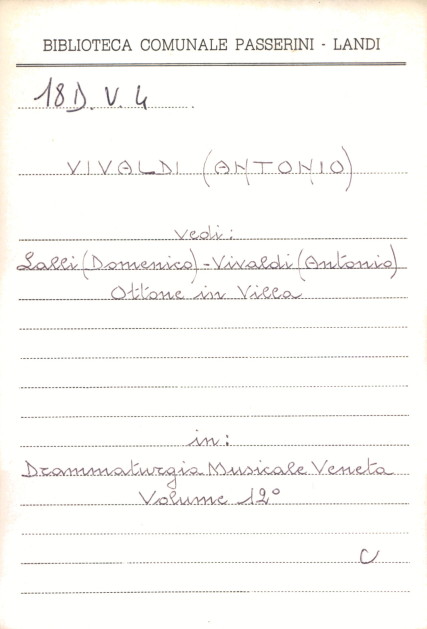 BIBLIOTECA COMUNALE PASSERINI - LANDI
18D.V.4
VIVALDI (ANTONIO)
vedi:
Lalli (Domenico) - Vivaldi (Antonio)
Ottone in Villa
in:
Drammaturgia Musicale Veneta
Volume 12°
C